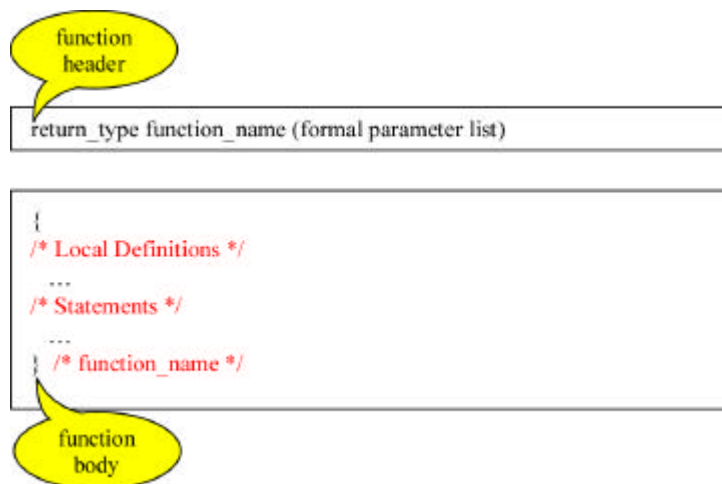 function
header
return_type function_name (formal parameter list)
{
/* Local Definitions */
...
/* Statements */
...
} /* function_name */
function
body